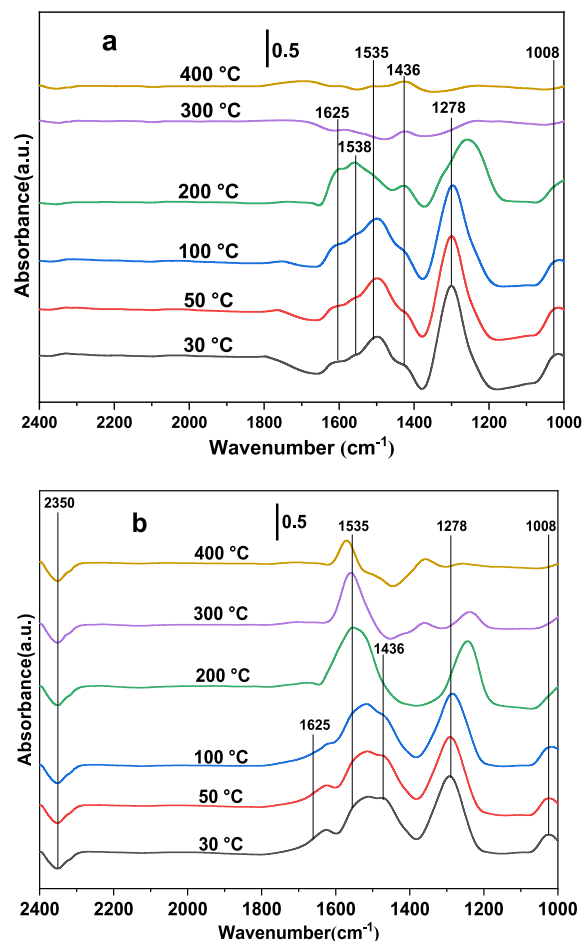 a
0.5
1535
1436
1008
400 °C
1625
1278
300 °C
1538
200 °C
100 °C
50 °C
30 °C
Absorbance(a.u.)
2400 2200 2000 1800 1600 1400 1200 1000
Wavenumber (cm-1)
2350
b
0.5
1535
1278
1008
400 °C
300 °C
200 °C
1436
1625
100 °C
50 °C
30 °C
Absorbance(a.u.)
2400 2200 2000 1800 1600 1400 1200 1000
Wavenumber(cm-1)